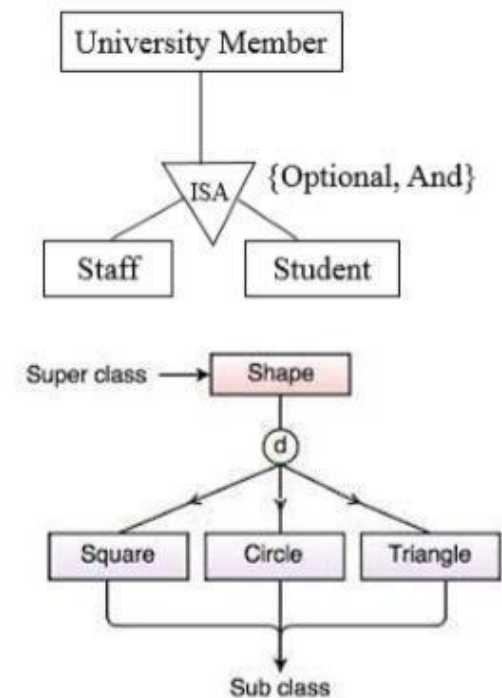 University Member
ISA
{Optional, And}
Staff
Student
Super class
Shape
d
Square
Circle
Triangle
Sub class